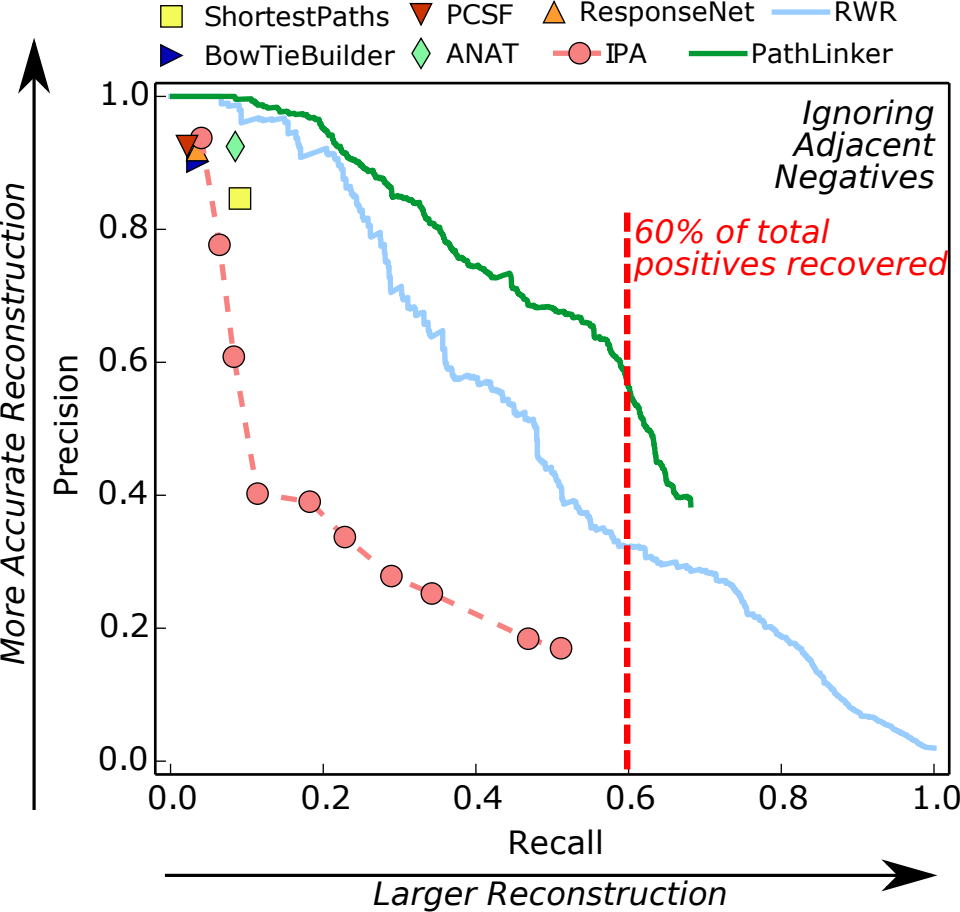 ShortestPaths PCSF ResponseNet RWR
BowTieBuilder ANAT IPA PathLinker
More Accurate Reconstruction
Precision
1.0
0.8
0.6
0.4
0.2
0.0
Ignoring
Adjacent
Negatives
60% of total
positives recovered
0.0 0.2 0.4 0.6 0.8 1.0
Recall
Larger Reconstruction